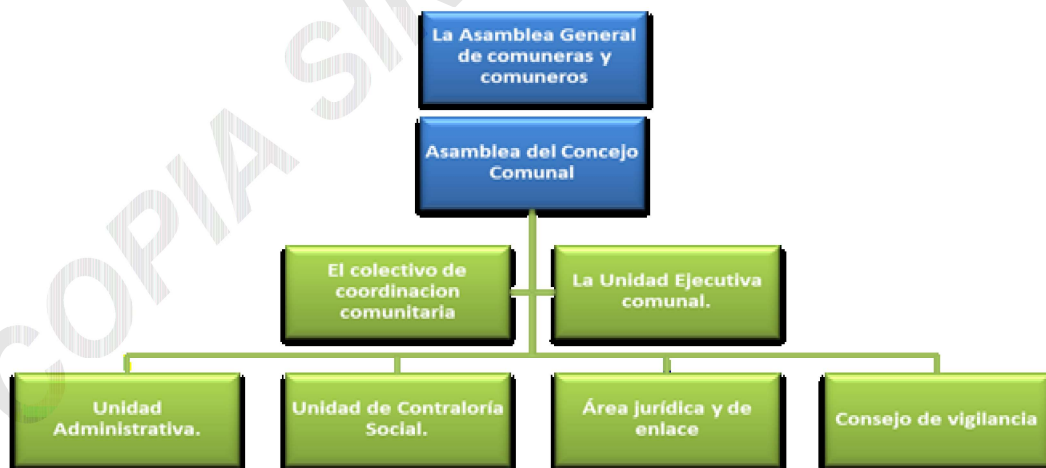 La Asamblea General
de comuneras y
comuneros
Asamblea del Concejo
Comunal
El colectivo de
coordinacion
comunitaria
La Unidad Ejecutiva
comunal.
Unidad
Administrativa.
Unidad de Contraloría
Social.
Área jurídica y de
enlace
Consejo de vigilancia
COPIA